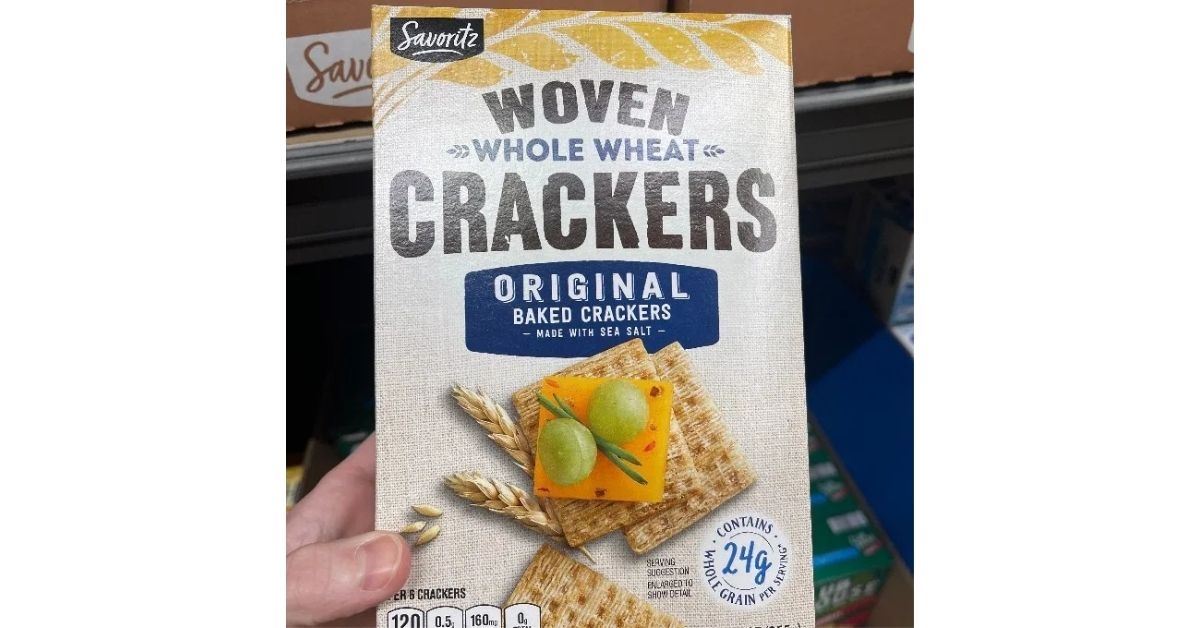 Savoritz
WOVEN
WHOLE WHEAT
CRACKERS
ORIGINAL
BAKED CRACKERS
– MADE WITH SEA SALT –
CONTAINS
24g
WHOLE GRAIN PER SERVING*
SERVING
SUGGESTION
ENLARGED TO
SHOW DETAIL
6 CRACKERS
120 0.5g 160mg 0g